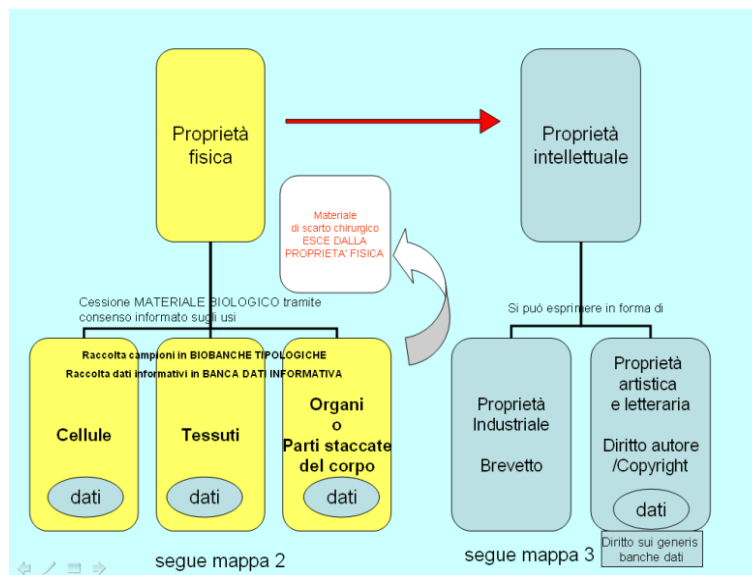 Proprietà
fisica
Proprietà
intellettuale
Materiale
di scarto chirurgico
ESCE DALLA
PROPRIETA' FISICA
Cessione MATERIALE BIOLOGICO tramite
consenso informato sugli usi
Si può esprimere in forma di
Raccolta campioni in BIOBANCHE TIPOLOGICHE
Raccolta dati informativi in BANCA DATI INFORMATIVA
Cellule
dati
Tessuti
dati
Organi
o
Parti staccate
del corpo
dati
Proprietà
Industriale
Brevetto
Proprietà
artistica
e letteraria
Diritto autore
/Copyright
dati
Diritto sui generis
banche dati
segue mappa 2
segue mappa 3